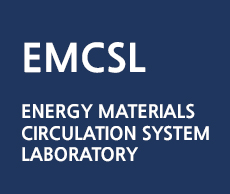 EMCSL
ENERGY MATERIALS
CIRCULATION SYSTEM
LABORATORY